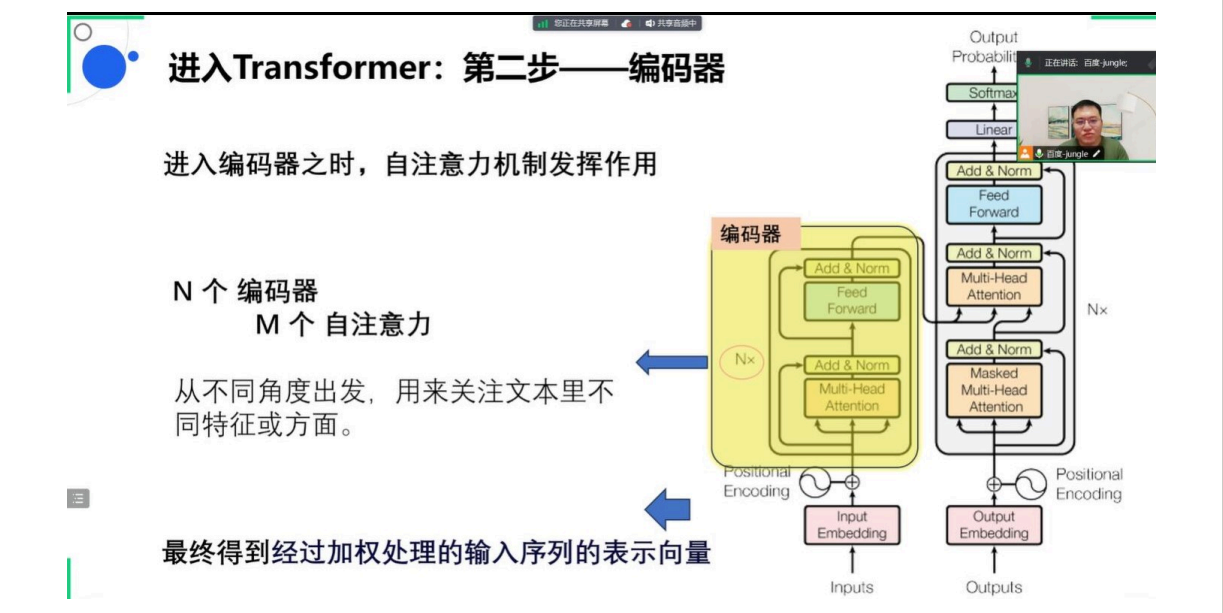 您正在共享屏幕 共享音频中
进入Transformer：第二步——编码器
进入编码器之时，自注意力机制发挥作用
N 个 编码器
M 个 自注意力
从不同角度出发，用来关注文本里不
同特征或方面。
最终得到经过加权处理的输入序列的表示向量
编码器
Add & Norm
Feed
Forward
N×
Add & Norm
Multi-Head
Attention
Positional
Encoding
Input
Embedding
Inputs
Output
Softmax
Linear
正在讲话: 百度-jungle;
百度-jungle
Add & Norm
Feed
Forward
Add & Norm
Multi-Head
Attention
N×
Add & Norm
Masked
Multi-Head
Attention
Positional
Encoding
Output
Embedding
Outputs